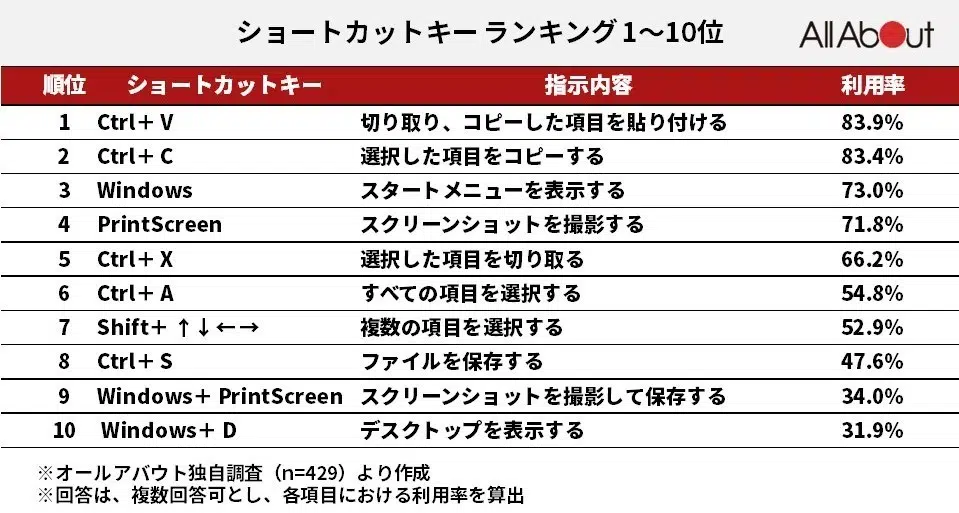 ショートカットキー ランキング 1～10位
All About
順位 ショートカットキー 指示内容 利用率
1 Ctrl＋ V 切り取り、コピーした項目を貼り付ける 83.9%
2 Ctrl＋ C 選択した項目をコピーする 83.4%
3 Windows スタートメニューを表示する 73.0%
4 PrintScreen スクリーンショットを撮影する 71.8%
5 Ctrl＋ X 選択した項目を切り取る 66.2%
6 Ctrl＋ A すべての項目を選択する 54.8%
7 Shift＋ ↑↓←→ 複数の項目を選択する 52.9%
8 Ctrl＋ S ファイルを保存する 47.6%
9 Windows＋ PrintScreen スクリーンショットを撮影して保存する 34.0%
10 Windows＋ D デスクトップを表示する 31.9%
※オールアバウト独自調査（n=429）より作成
※回答は、複数回答可とし、各項目における利用率を算出